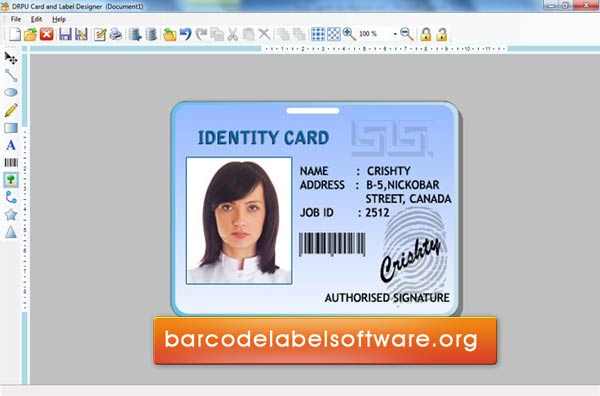 DRPU Card and Label Designer (Document1)
File Edit Help
100 %
IDENTITY CARD
NAME : CRISHTY
ADDRESS : B-5,NICKOBAR
STREET, CANADA
JOB ID : 2512
Crishty
AUTHORISED SIGNATURE
barcodelabelsoftware.org